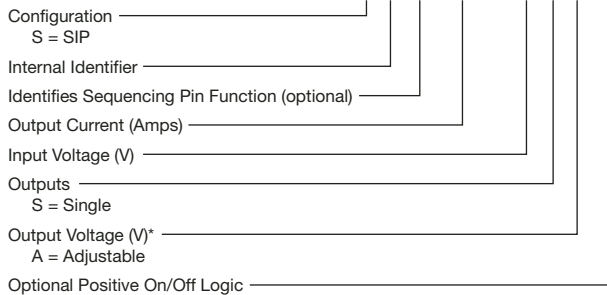 Configuration
S = SIP
Internal Identifier
Identifies Sequencing Pin Function (optional)
Output Current (Amps)
Input Voltage (V)
Outputs
S = Single
Output Voltage (V)*
A = Adjustable
Optional Positive On/Off Logic